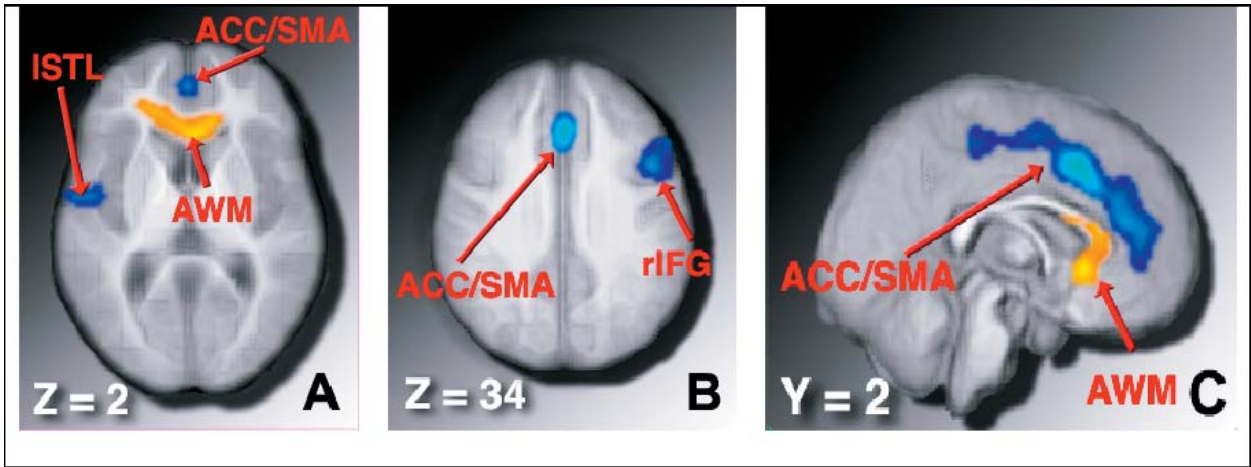 ACC/SMA
lSTL
AWM
Z = 2
A
ACC/SMA
rIFG
Z = 34
B
ACC/SMA
AWM
Y = 2
C